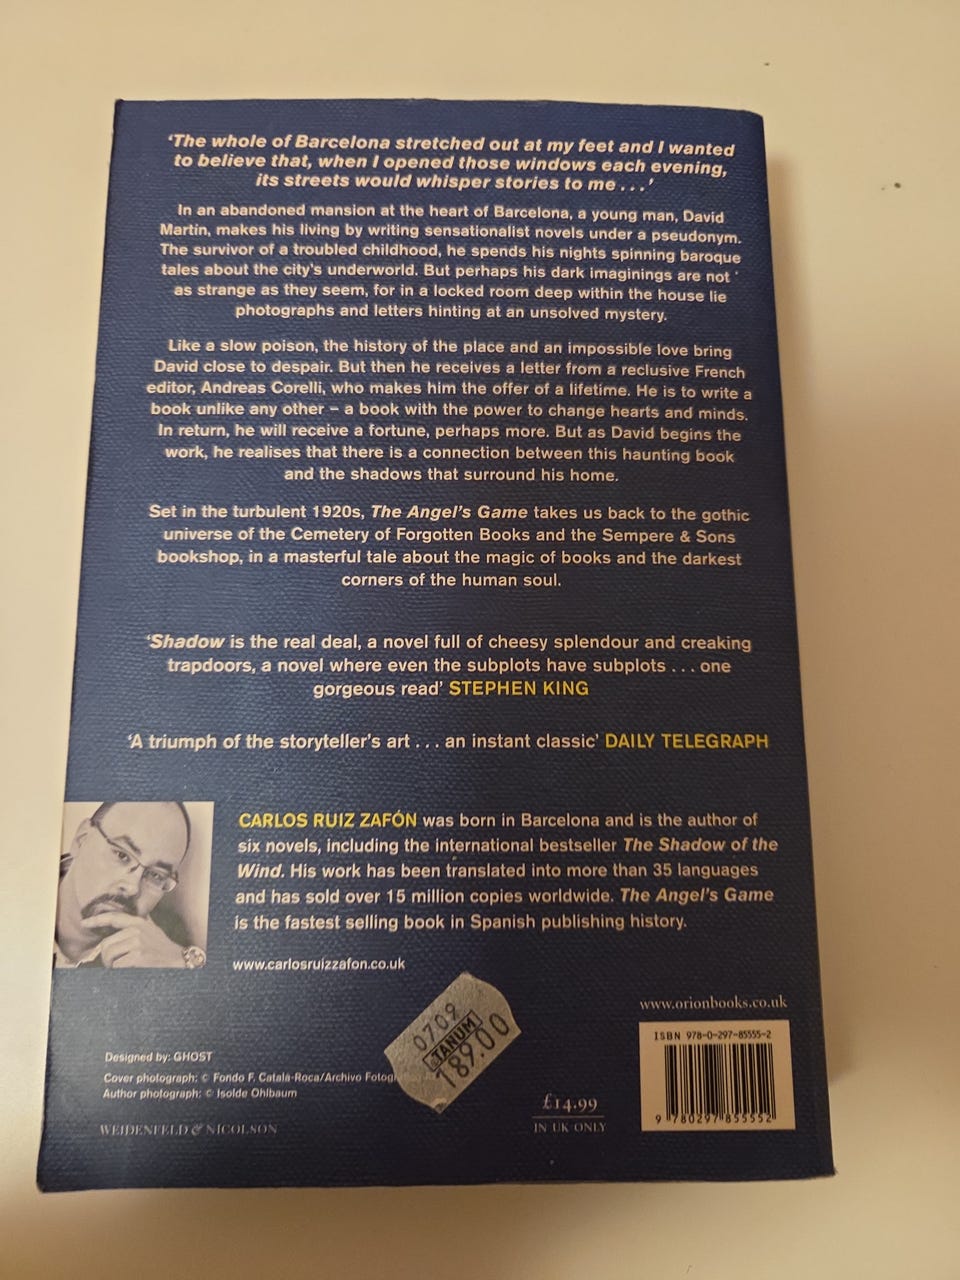 ‘The whole of Barcelona stretched out at my feet and I wanted
to believe that, when I opened those windows each evening,
its streets would whisper stories to me . . .’
In an abandoned mansion at the heart of Barcelona, a young man, David
Martín, makes his living by writing sensationalist novels under a pseudonym.
The survivor of a troubled childhood, he spends his nights spinning baroque
tales about the city's underworld. But perhaps his dark imaginings are not
as strange as they seem, for in a locked room deep within the house lie
photographs and letters hinting at an unsolved mystery.
Like a slow poison, the history of the place and an impossible love bring
David close to despair. But then he receives a letter from a reclusive French
editor, Andreas Corelli, who makes him the offer of a lifetime. He is to write a
book unlike any other – a book with the power to change hearts and minds.
In return, he will receive a fortune, perhaps more. But as David begins the
work, he realises that there is a connection between this haunting book
and the shadows that surround his home.
Set in the turbulent 1920s, The Angel's Game takes us back to the gothic
universe of the Cemetery of Forgotten Books and the Sempere & Sons
bookshop, in a masterful tale about the magic of books and the darkest
corners of the human soul.
‘Shadow is the real deal, a novel full of cheesy splendour and creaking
trapdoors, a novel where even the subplots have subplots . . . one
gorgeous read’ STEPHEN KING
‘A triumph of the storyteller's art . . . an instant classic’ DAILY TELEGRAPH
CARLOS RUIZ ZAFÓN was born in Barcelona and is the author of
six novels, including the international bestseller The Shadow of the
Wind. His work has been translated into more than 35 languages
and has sold over 15 million copies worldwide. The Angel's Game
is the fastest selling book in Spanish publishing history.
www.carlosruizzafon.co.uk
www.orionbooks.co.uk
ISBN 978-0-297-85555-2
9 780297 855552
0709
TANUM
189.00
£14.99
IN UK ONLY
Designed by: GHOST
Cover photograph: © Fondo F. Català-Roca/Archivo
Author photograph: © Isolde Ohlbaum
WEIDENFELD & NICOLSON